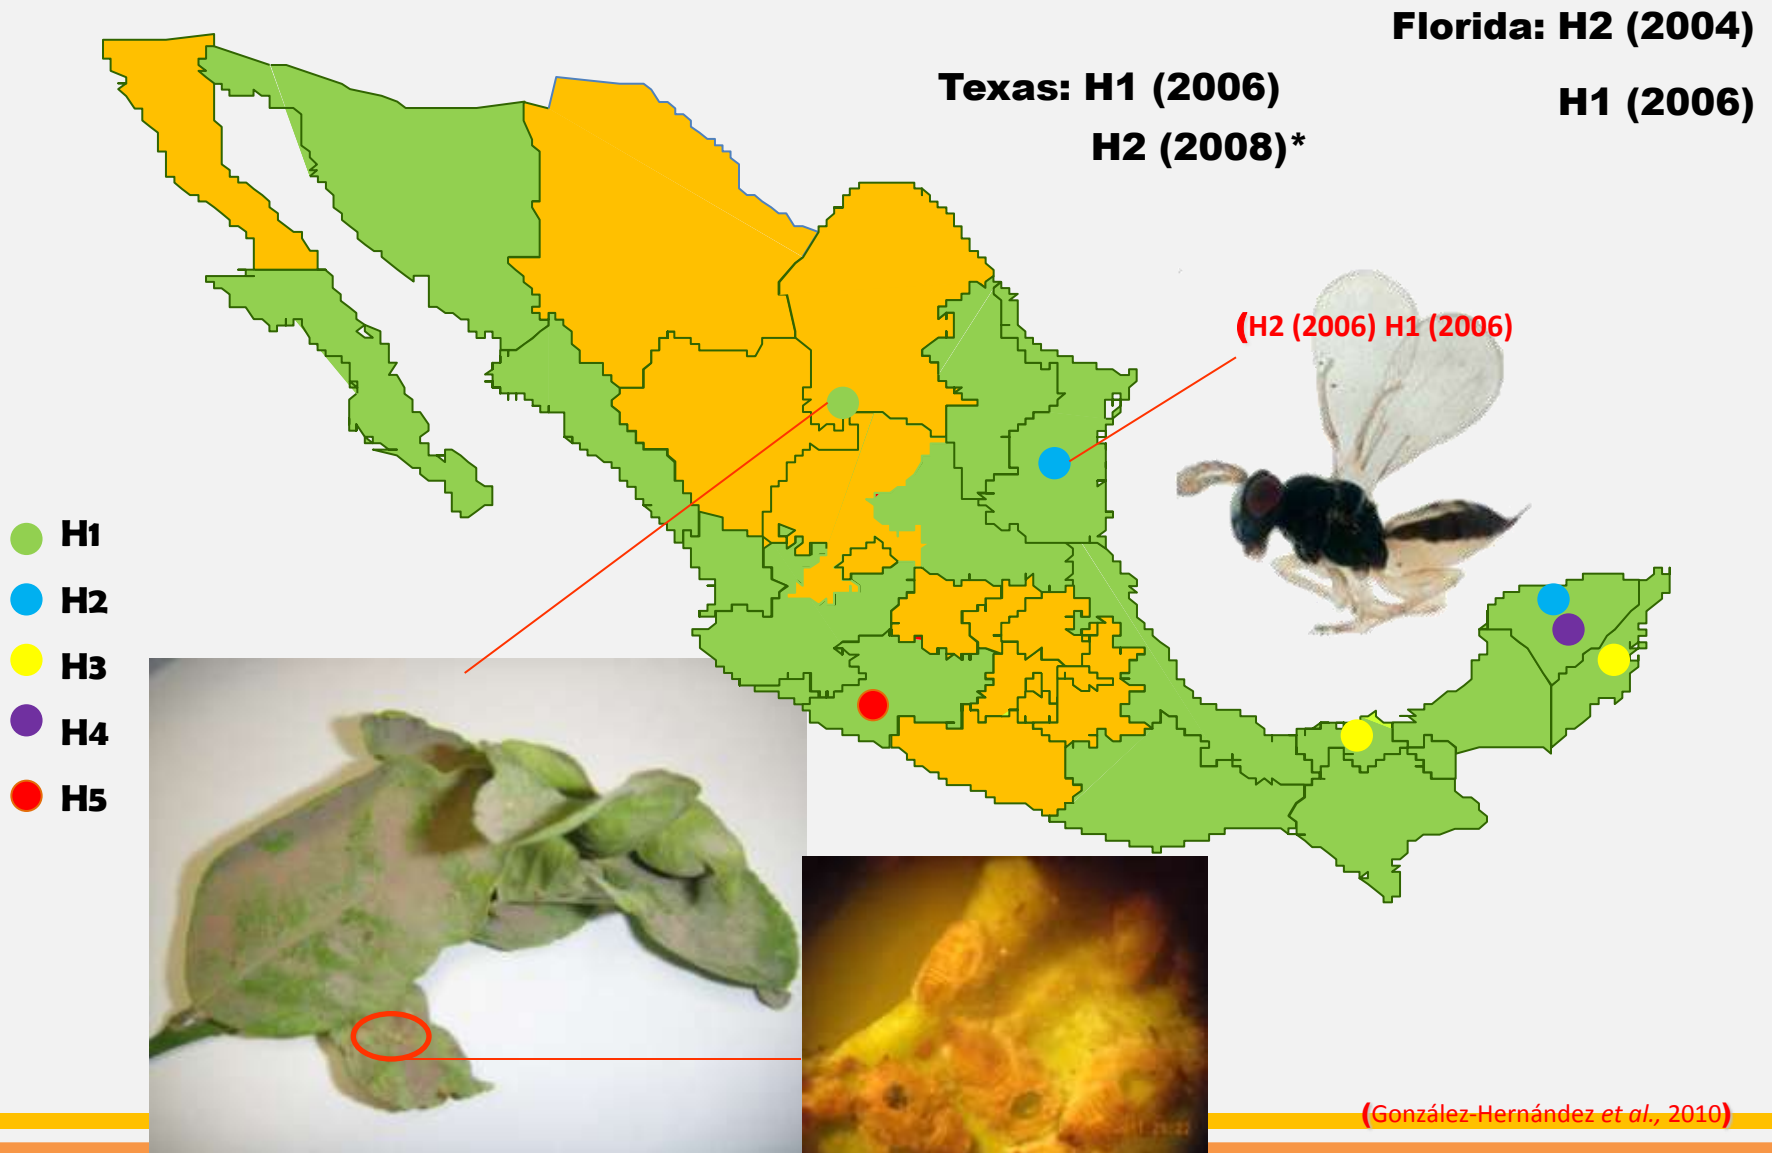 Florida: H2 (2004)
Texas: H1 (2006)
H1 (2006)
H2 (2008)*
(H2 (2006) H1 (2006)
H1
H2
H3
H4
H5
(González-Hernández et al., 2010)